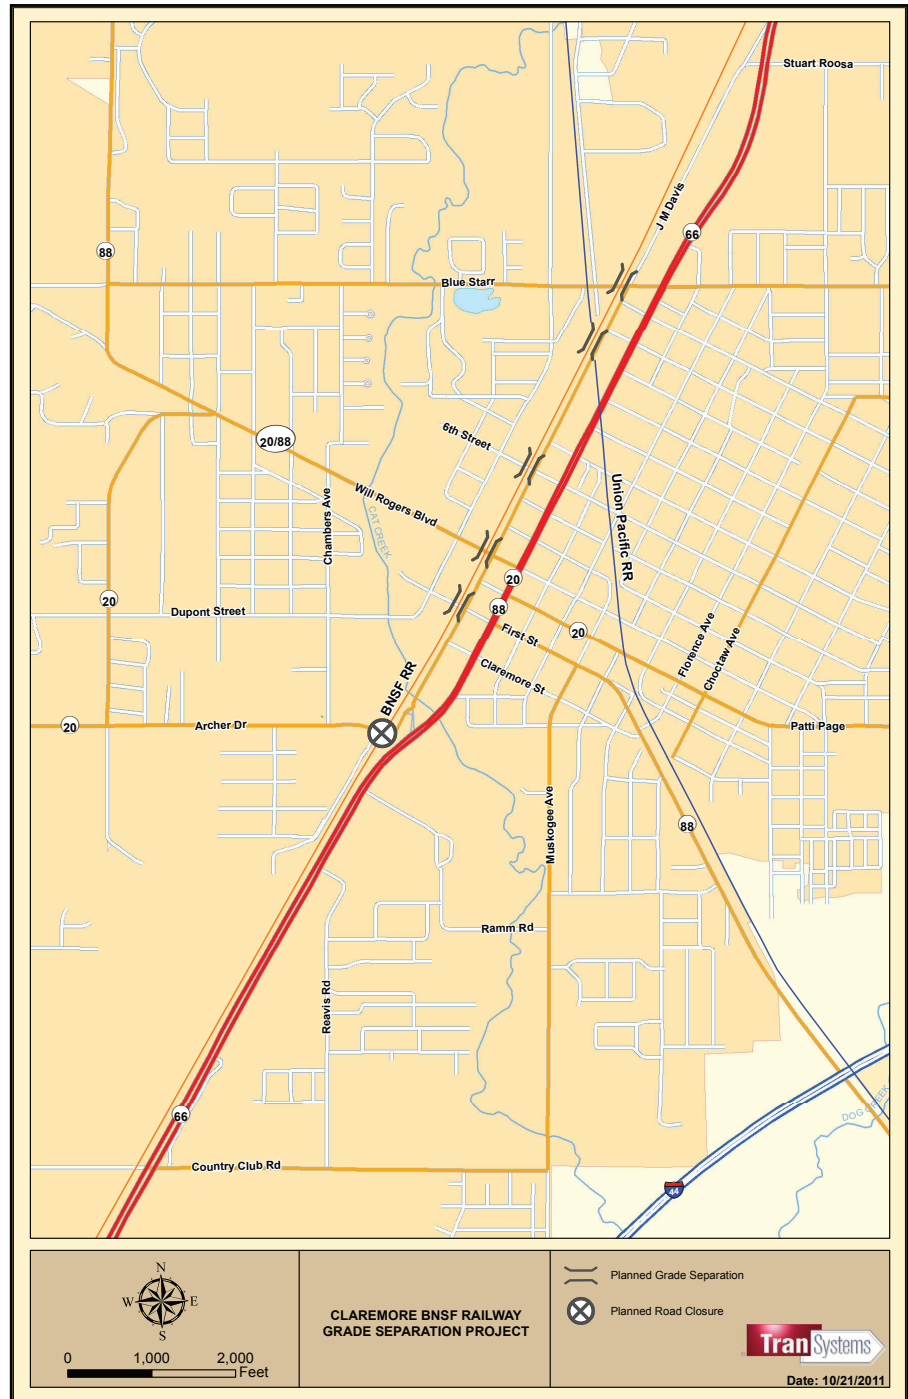 Stuart Roosa
J M Davis
66
88
Blue Starr
6th Street
20/88
Will Rogers Blvd
Union Pacific RR
Chambers Ave
CAT CREEK
20
20
88
Dupont Street
First St
20
Florence Ave
Choctaw Ave
Claremore St
BNSF RR
20
Archer Dr
Patti Page
Muskogee Ave
88
Ramm Rd
Reavis Rd
DOG CREEK
66
Country Club Rd
44
N
W E
S
0 1,000 2,000
Feet
CLAREMORE BNSF RAILWAY
GRADE SEPARATION PROJECT
Planned Grade Separation
Planned Road Closure
TranSystems
Date: 10/21/2011